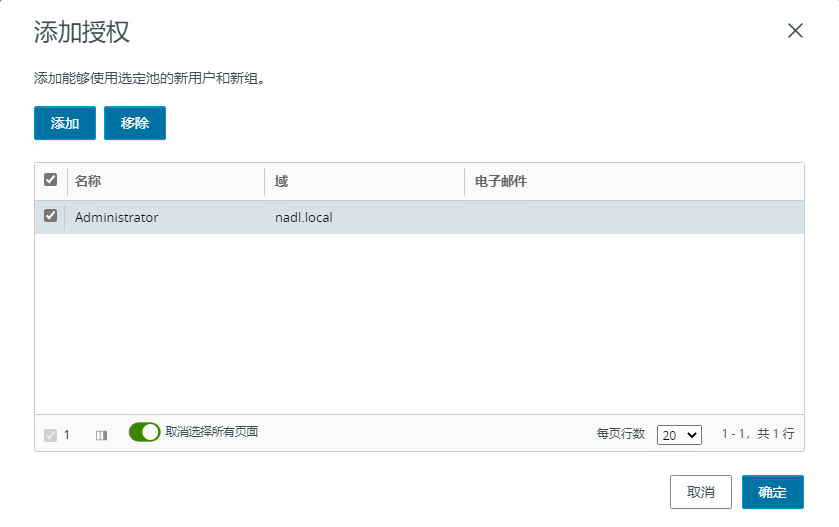 添加授权
添加能够使用选定池的新用户和新组。
添加 移除
名称 域 电子邮件
Administrator nadl.local
1 取消选择所有页面 每页行数 20 1 - 1，共 1 行
取消 确定